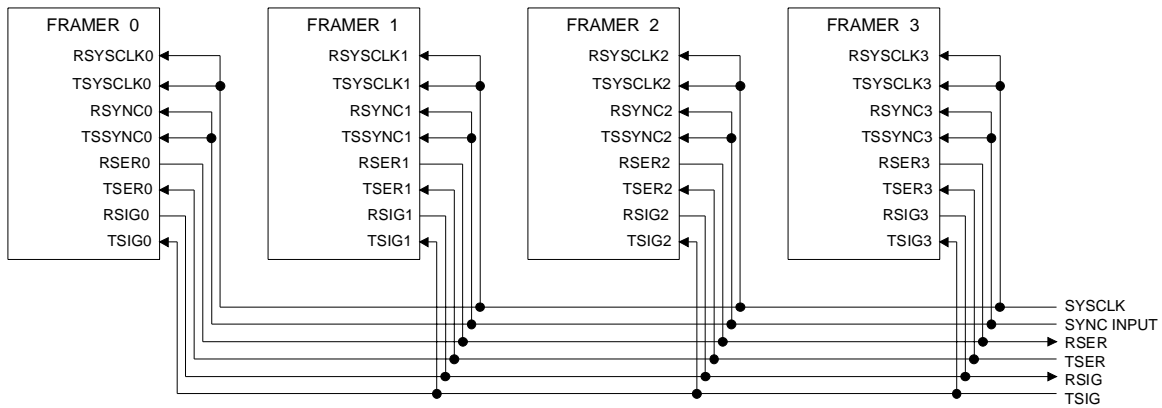 FRAMER 0
RSYSCLK0
TSYSCLK0
RSYNC0
TSSYNC0
RSER0
TSER0
RSIG0
TSIG0
FRAMER 1
RSYSCLK1
TSYSCLK1
RSYNC1
TSSYNC1
RSER1
TSER1
RSIG1
TSIG1
FRAMER 2
RSYSCLK2
TSYSCLK2
RSYNC2
TSSYNC2
RSER2
TSER2
RSIG2
TSIG2
FRAMER 3
RSYSCLK3
TSYSCLK3
RSYNC3
TSSYNC3
RSER3
TSER3
RSIG3
TSIG3
SYSCLK
SYNC INPUT
RSER
TSER
RSIG
TSIG